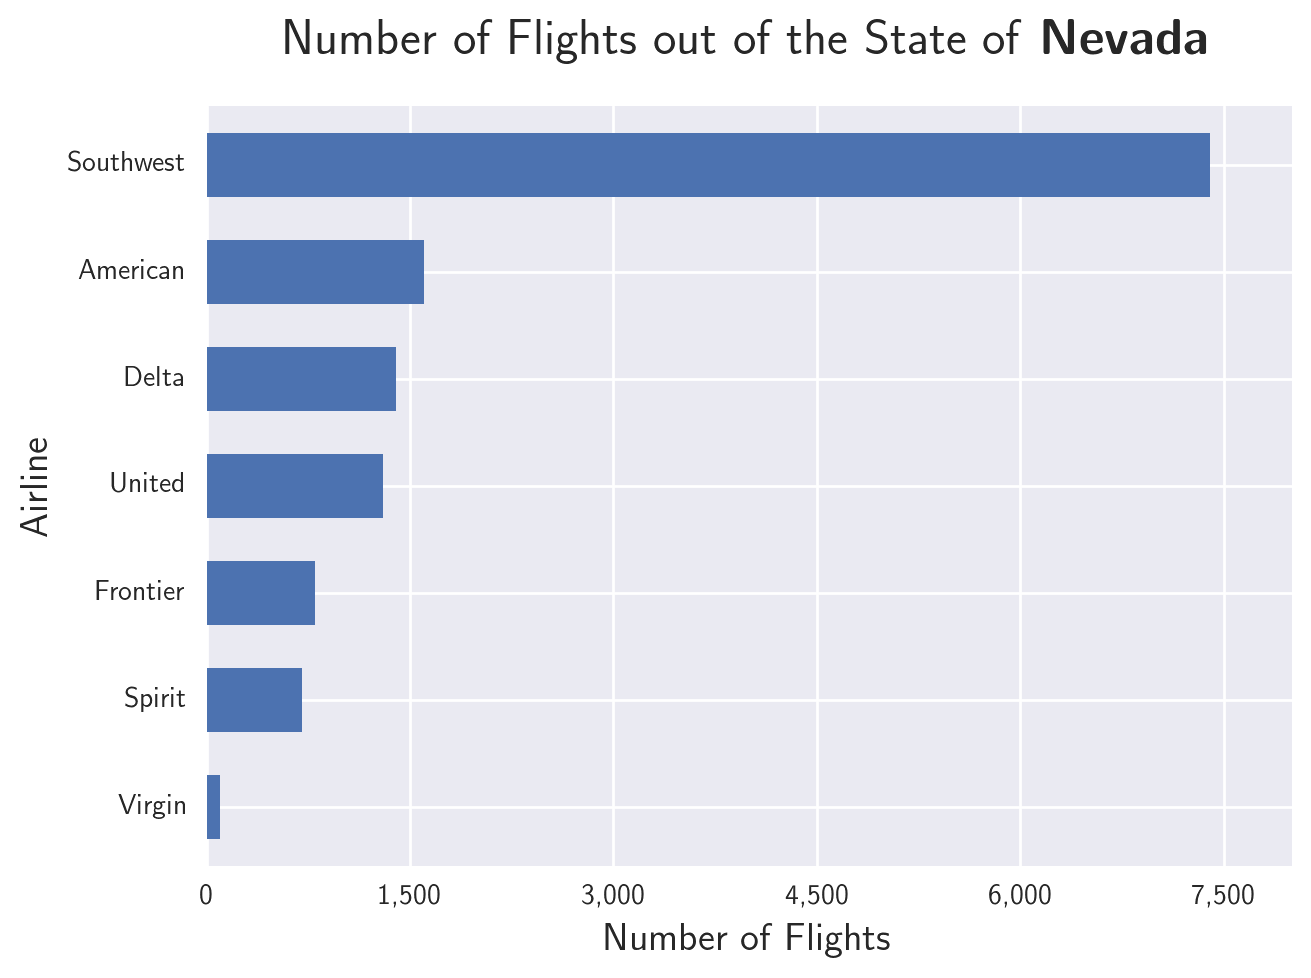 Number of Flights out of the State of Nevada
Southwest
American
Delta
United
Frontier
Spirit
Virgin
Airline
0 1,500 3,000 4,500 6,000 7,500
Number of Flights